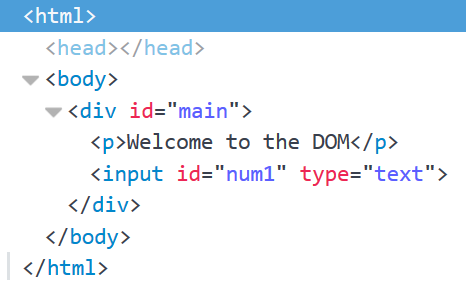 <html>
<head></head>
<body>
<div id="main">
<p>Welcome to the DOM</p>
<input id="num1" type="text">
</div>
</body>
</html>